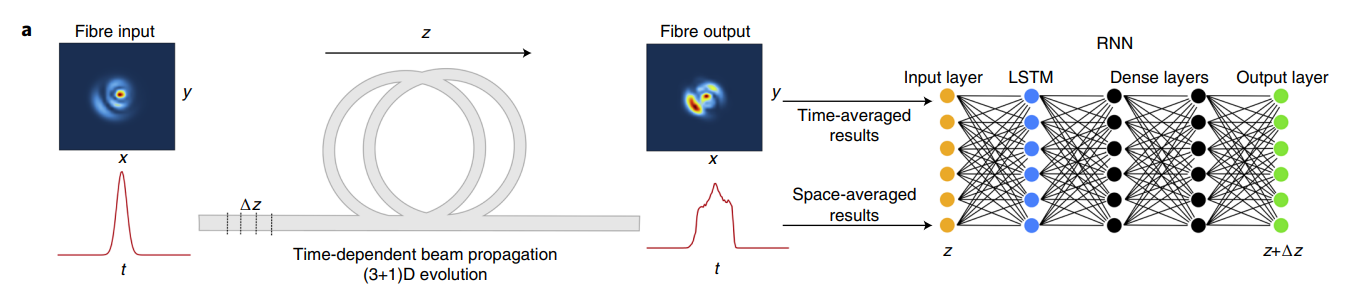 a
Fibre input
y
x
t
z
Δz
Time-dependent beam propagation
(3+1)D evolution
Fibre output
y
x
t
Time-averaged
results
Space-averaged
results
RNN
Input layer
LSTM
Dense layers
Output layer
z
z+Δz